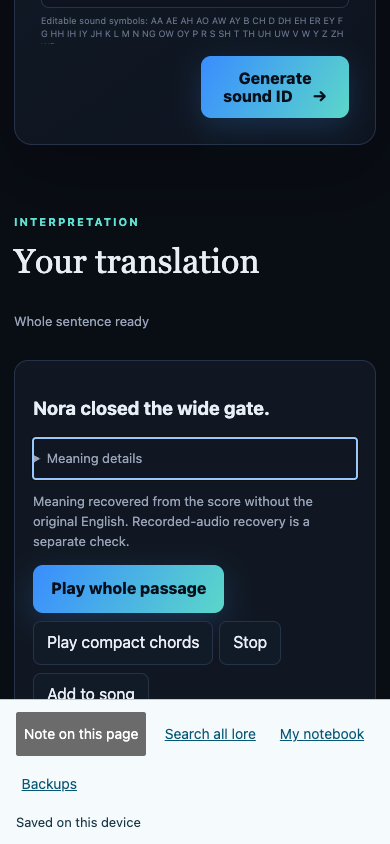 Editable sound symbols: AA AE AH AO AW AY B CH D DH EH ER EY F
G HH IH IY JH K L M N NG OW OY P R S SH T TH UH UW V W Y Z ZH
Generate
sound ID →
INTERPRETATION
Your translation
Whole sentence ready
Nora closed the wide gate.
Meaning details
Meaning recovered from the score without the
original English. Recorded-audio recovery is a
separate check.
Play whole passage
Play compact chords
Stop
Add to song
Note on this page
Search all lore
My notebook
Backups
Saved on this device